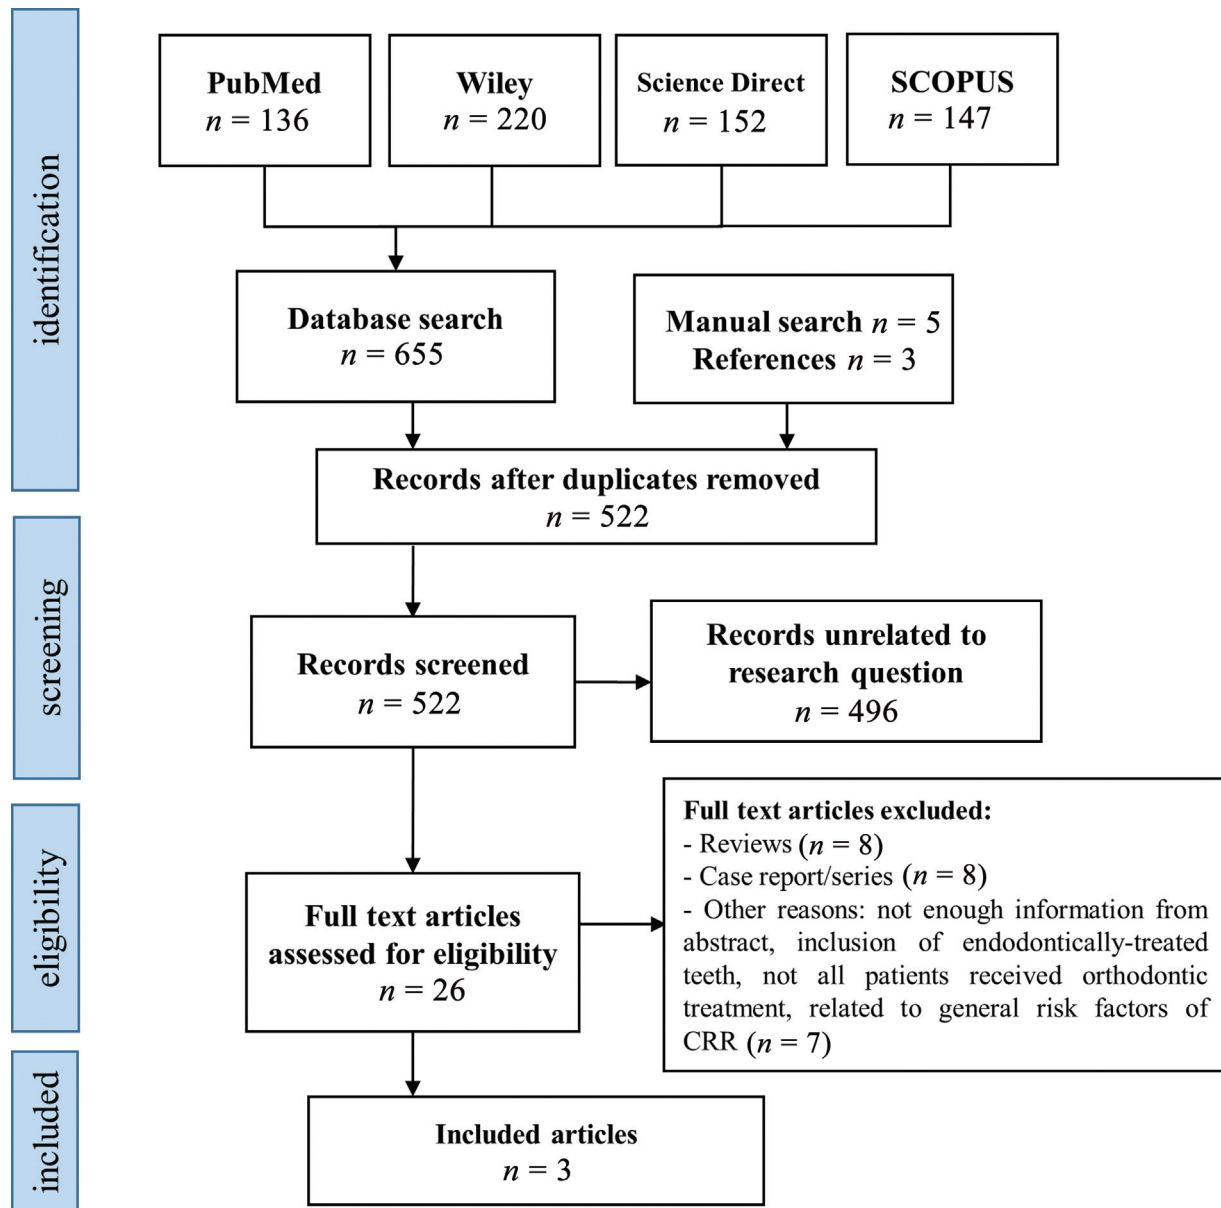 identification
PubMed
n = 136
Wiley
n = 220
Science Direct
n = 152
SCOPUS
n = 147
Database search
n = 655
Manual search n = 5
References n = 3
Records after duplicates removed
n = 522
screening
Records screened
n = 522
Records unrelated to
research question
n = 496
eligibility
Full text articles
assessed for eligibility
n = 26
Full text articles excluded:
- Reviews (n = 8)
- Case report/series (n = 8)
- Other reasons: not enough information from
abstract, inclusion of endodontically-treated
teeth, not all patients received orthodontic
treatment, related to general risk factors of
CRR (n = 7)
included
Included articles
n = 3